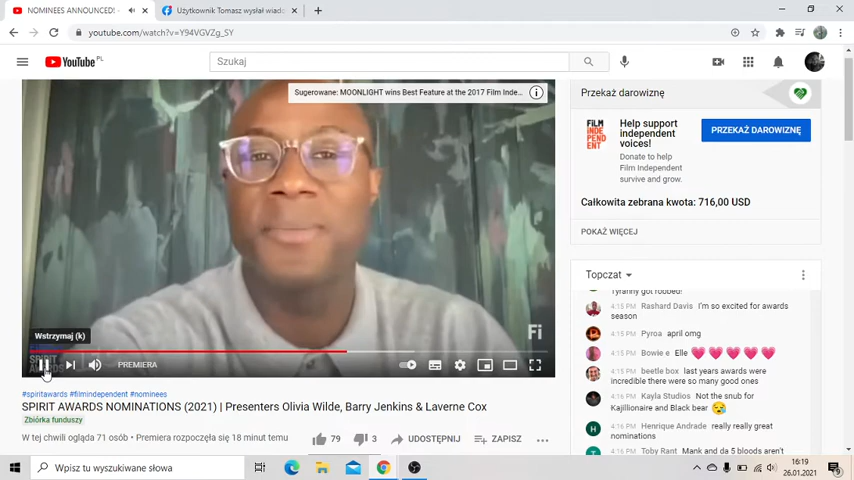 NOMINEES ANNOUNCED! -
Użytkownik Tomasz wysłał wiado
youtube.com/watch?v=Y94VGVZg_SY
YouTube PL
Szukaj
Sugerowane: MOONLIGHT wins Best Feature at the 2017 Film Inde...
Fi
Wstrzymaj (k)
SPIRIT
PREMIERA
#spiritawards #filmindependent #nominees
SPIRIT AWARDS NOMINATIONS (2021) | Presenters Olivia Wilde, Barry Jenkins & Laverne Cox
Zbiórka funduszy
W tej chwili ogląda 71 osób • Premiera rozpoczęła się 18 minut temu
79
3
UDOSTĘPNIJ
ZAPISZ
Przekaż darowiznę
FILM
INDEP
ENDENT
Help support
independent
voices!
Donate to help
Film Independent
survive and grow.
PRZEKAŻ DAROWIZNĘ
Całkowita zebrana kwota: 716,00 USD
POKAŻ WIĘCEJ
Topczat
Tyranny got robbed!
4:15 PM Rashard Davis I'm so excited for awards
season
4:15 PM Pyroa april omg
4:15 PM Bowie e Elle
4:15 PM beetle box last years awards were
incredible there were so many good ones
4:16 PM Kayla Studios Not the snub for
Kajillionaire and Black bear
H 4:16 PM Henrique Andrade really really great
nominations
4:16 PM Toby Rant Mank and da 5 bloods aren't
Wpisz tu wyszukiwane słowa
16:19
26.01.2021